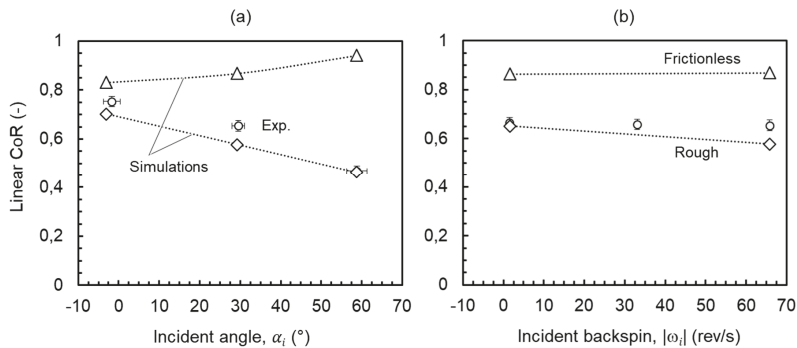 (a)
(b)
Linear CoR (-)
1
0,8
0,6
0,4
0,2
0
Exp.
Simulations
-10 0 10 20 30 40 50 60 70
Incident angle, αᵢ (°)
1
0,8
0,6
0,4
0,2
0
Frictionless
Rough
-10 0 10 20 30 40 50 60 70
Incident backspin, |ωᵢ| (rev/s)